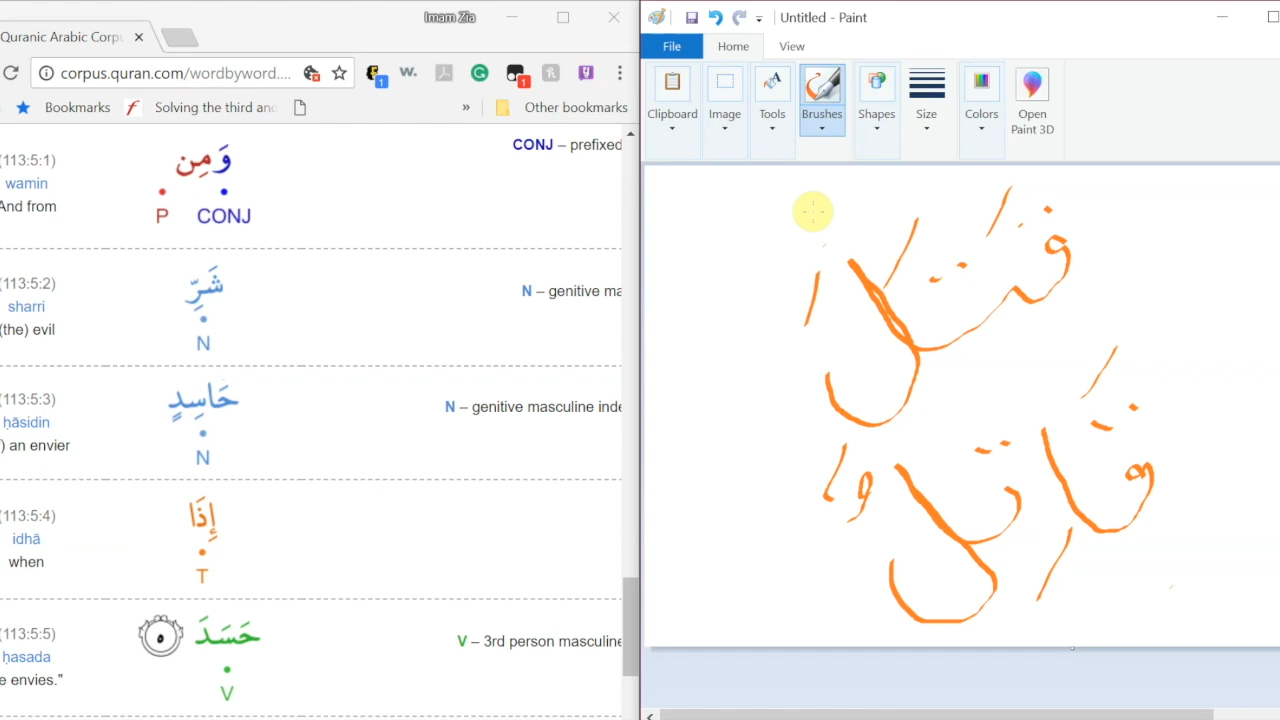 Imam Zia
Quranic Arabic Corpu
corpus.quran.com/wordbyword....
Bookmarks
Solving the third and
» Other bookmarks
CONJ – prefixed
(113:5:1)
wamin
And from
وَمِن
P CONJ
(113:5:2)
sharri
(the) evil
شَرِّ
N
N – genitive ma
(113:5:3)
ḥāsidin
) an envier
حَاسِدٍ
N
N – genitive masculine inde
(113:5:4)
idhā
when
إِذَا
T
(113:5:5)
ḥasada
e envies."
حَسَدَ ٥
V
V – 3rd person masculine
Untitled - Paint
File Home View
Clipboard Image Tools Brushes Shapes Size Colors Open Paint 3D
قَتَلَ